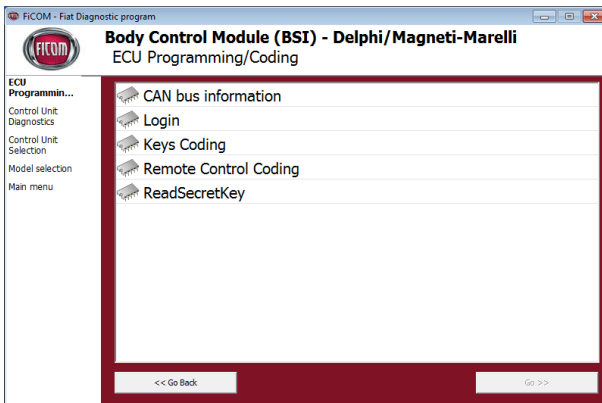 FiCOM - Fiat Diagnostic program
FICOM
Body Control Module (BSI) - Delphi/Magneti-Marelli
ECU Programming/Coding
ECU
Programmin...
Control Unit
Diagnostics
Control Unit
Selection
Model selection
Main menu
CAN bus information
Login
Keys Coding
Remote Control Coding
ReadSecretKey
<< Go Back
Go >>